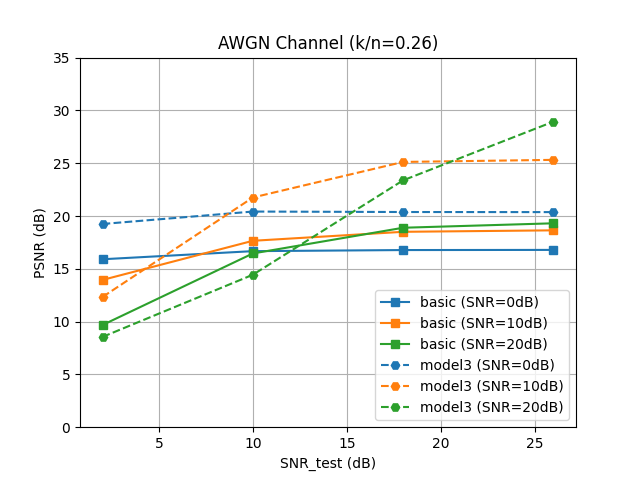 AWGN Channel (k/n=0.26)
PSNR (dB)
35
30
25
20
15
10
5
0
5
10
15
20
25
SNR_test (dB)
basic (SNR=0dB)
basic (SNR=10dB)
basic (SNR=20dB)
model3 (SNR=0dB)
model3 (SNR=10dB)
model3 (SNR=20dB)